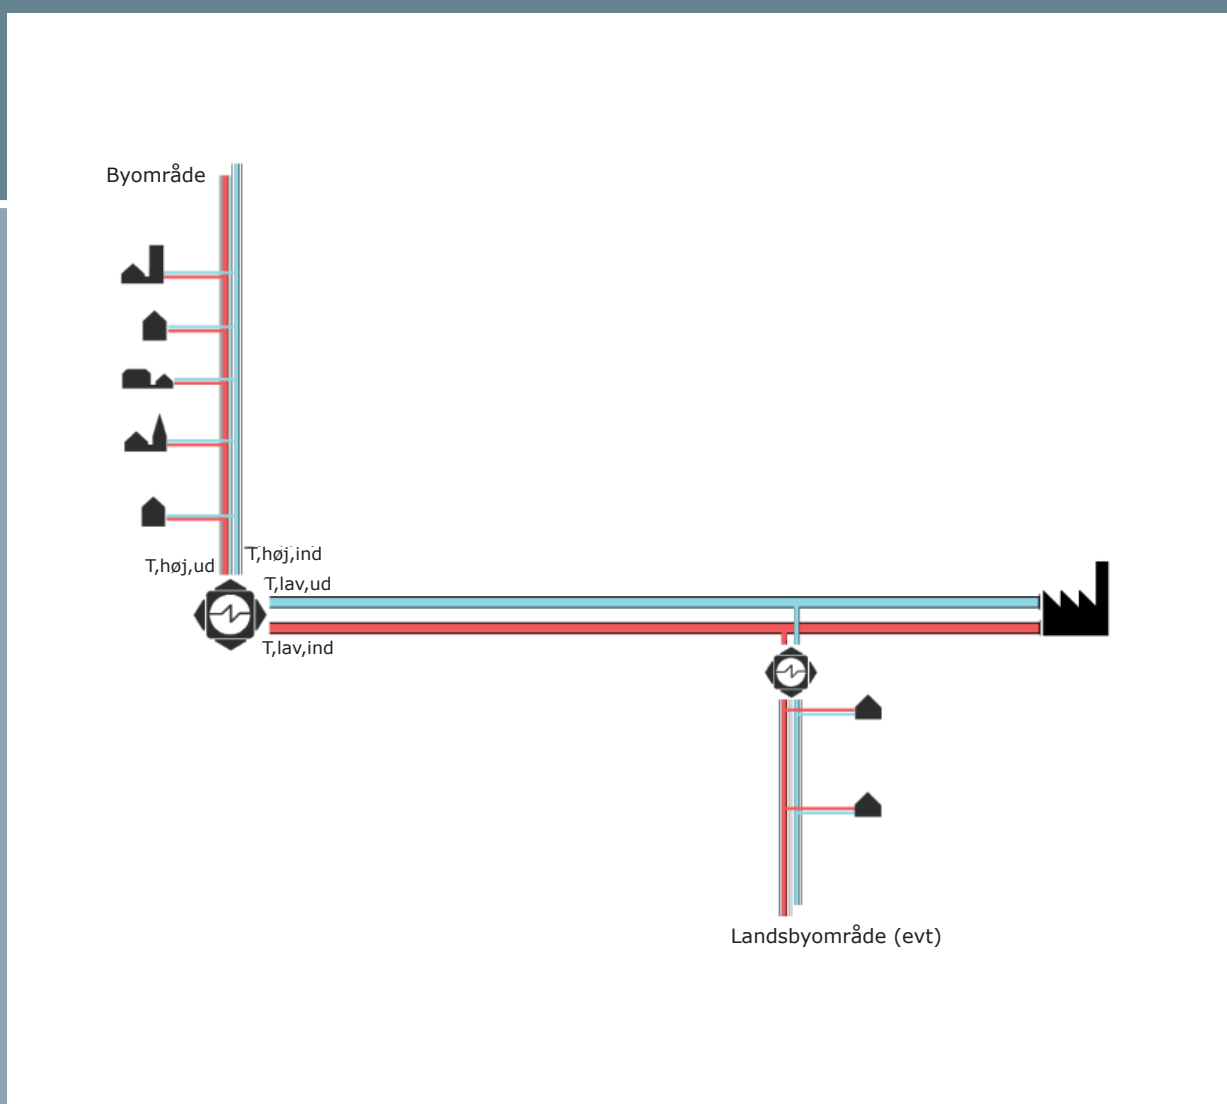 Byområde
T,høj,ind
T,høj,ud
T,lav,ud
T,lav,ind
Landsbyområde (evt)